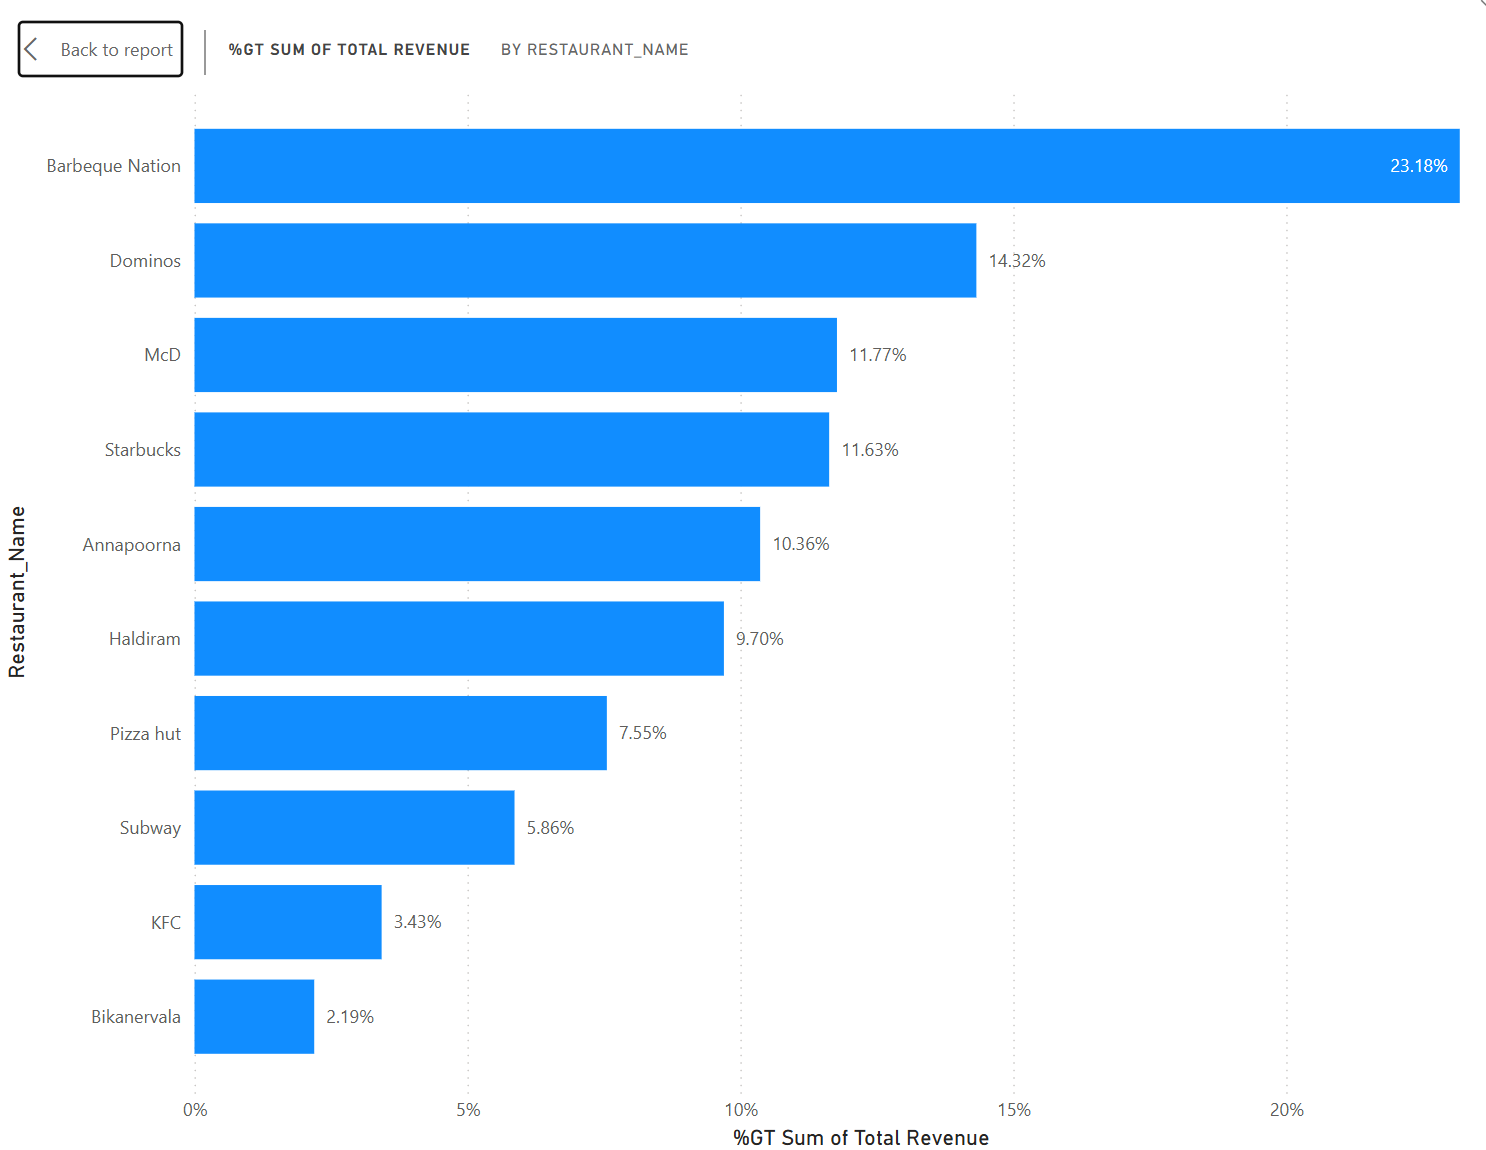 Back to report
%GT SUM OF TOTAL REVENUE BY RESTAURANT_NAME
Restaurant_Name
Barbeque Nation 23.18%
Dominos 14.32%
McD 11.77%
Starbucks 11.63%
Annapoorna 10.36%
Haldiram 9.70%
Pizza hut 7.55%
Subway 5.86%
KFC 3.43%
Bikanervala 2.19%
0% 5% 10% 15% 20%
%GT Sum of Total Revenue